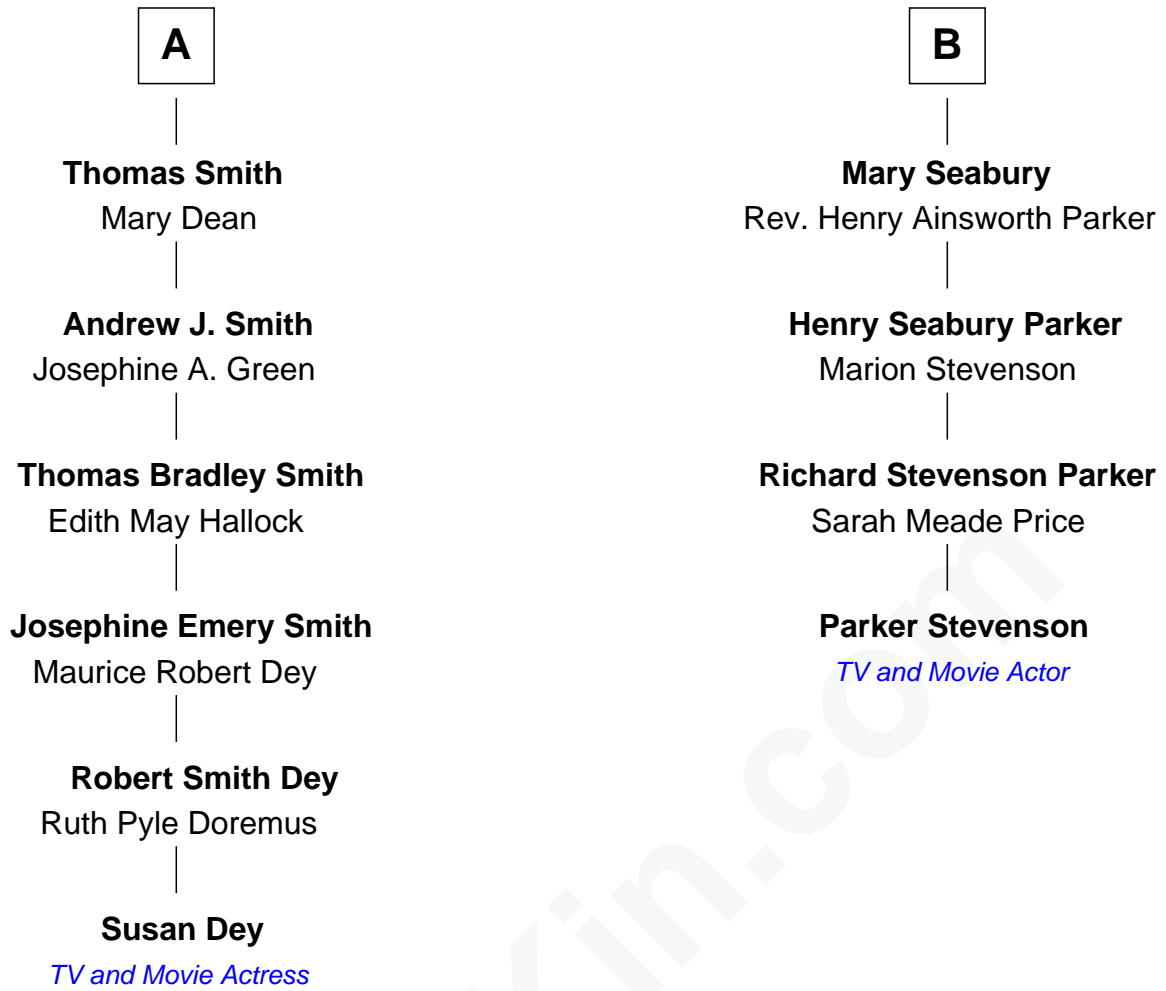 A
Thomas Smith
Mary Dean
Andrew J. Smith
Josephine A. Green
Thomas Bradley Smith
Edith May Hallock
Josephine Emery Smith
Maurice Robert Dey
Robert Smith Dey
Ruth Pyle Doremus
Susan Dey
TV and Movie Actress
B
Mary Seabury
Rev. Henry Ainsworth Parker
Henry Seabury Parker
Marion Stevenson
Richard Stevenson Parker
Sarah Meade Price
Parker Stevenson
TV and Movie Actor
Kin.com